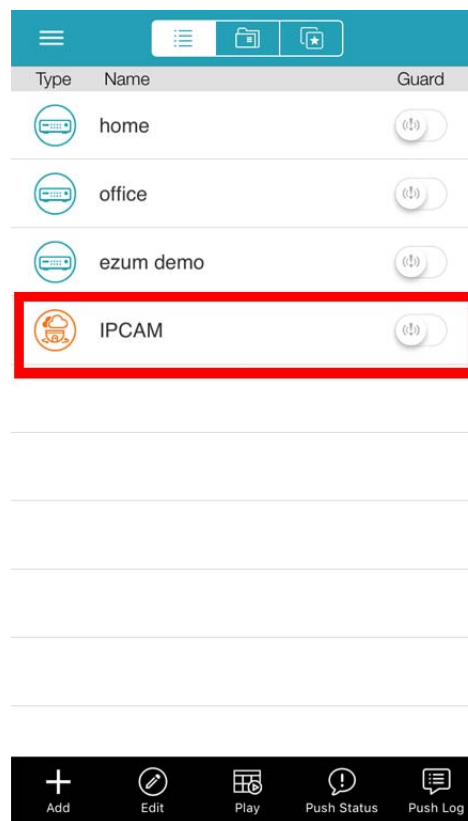 Type Name Guard
home
office
ezum demo
IPCAM
Add Edit Play Push Status Push Log